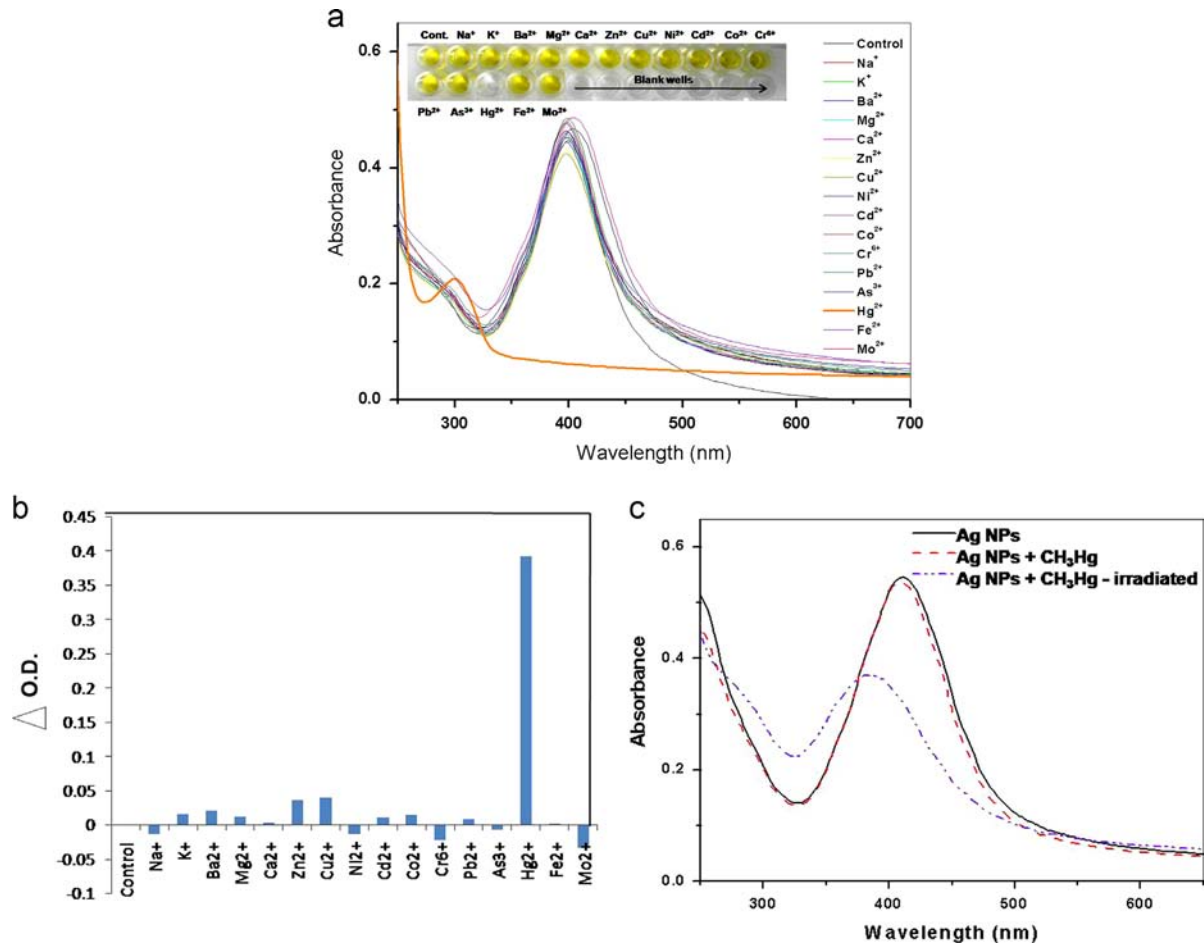 a
Cont. Na⁺ K⁺ Ba²⁺ Mg²⁺ Ca²⁺ Zn²⁺ Cu²⁺ Ni²⁺ Cd²⁺ Co²⁺ Cr⁶⁺
Blank wells
Pb²⁺ As³⁺ Hg²⁺ Fe²⁺ Mo²⁺
Control
Na⁺
K⁺
Ba²⁺
Mg²⁺
Ca²⁺
Zn²⁺
Cu²⁺
Ni²⁺
Cd²⁺
Co²⁺
Cr⁶⁺
Pb²⁺
As³⁺
Hg²⁺
Fe²⁺
Mo²⁺
0.6
0.4
0.2
0.0
Absorbance
300 400 500 600 700
Wavelength (nm)
b
0.45
0.4
0.35
0.3
0.25
0.2
0.15
0.1
0.05
0
-0.05
-0.1
△ O.D.
Control Na+ K+ Ba2+ Mg2+ Ca2+ Zn2+ Cu2+ NI2+ Cd2+ Co2+ Cr6+ Pb2+ As3+ Hg2+ Fe2+ Mo2+
c
Ag NPs
Ag NPs + CH₃Hg
Ag NPs + CH₃Hg - irradiated
0.9
0.6
0.3
0.0
Absorbance
300 400 500 600
Wavelength (nm)